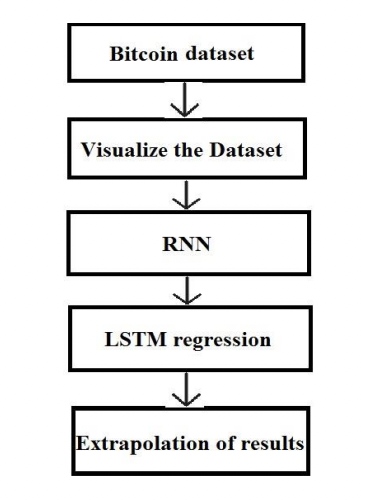 Bitcoin dataset
Visualize the Dataset
RNN
LSTM regression
Extrapolation of results